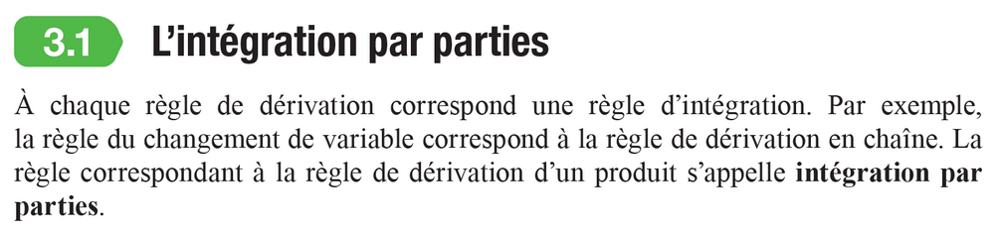 3.1 L’intégration par parties
À chaque règle de dérivation correspond une règle d’intégration. Par exemple,
la règle du changement de variable correspond à la règle de dérivation en chaîne. La
règle correspondant à la règle de dérivation d’un produit s’appelle intégration par
parties.